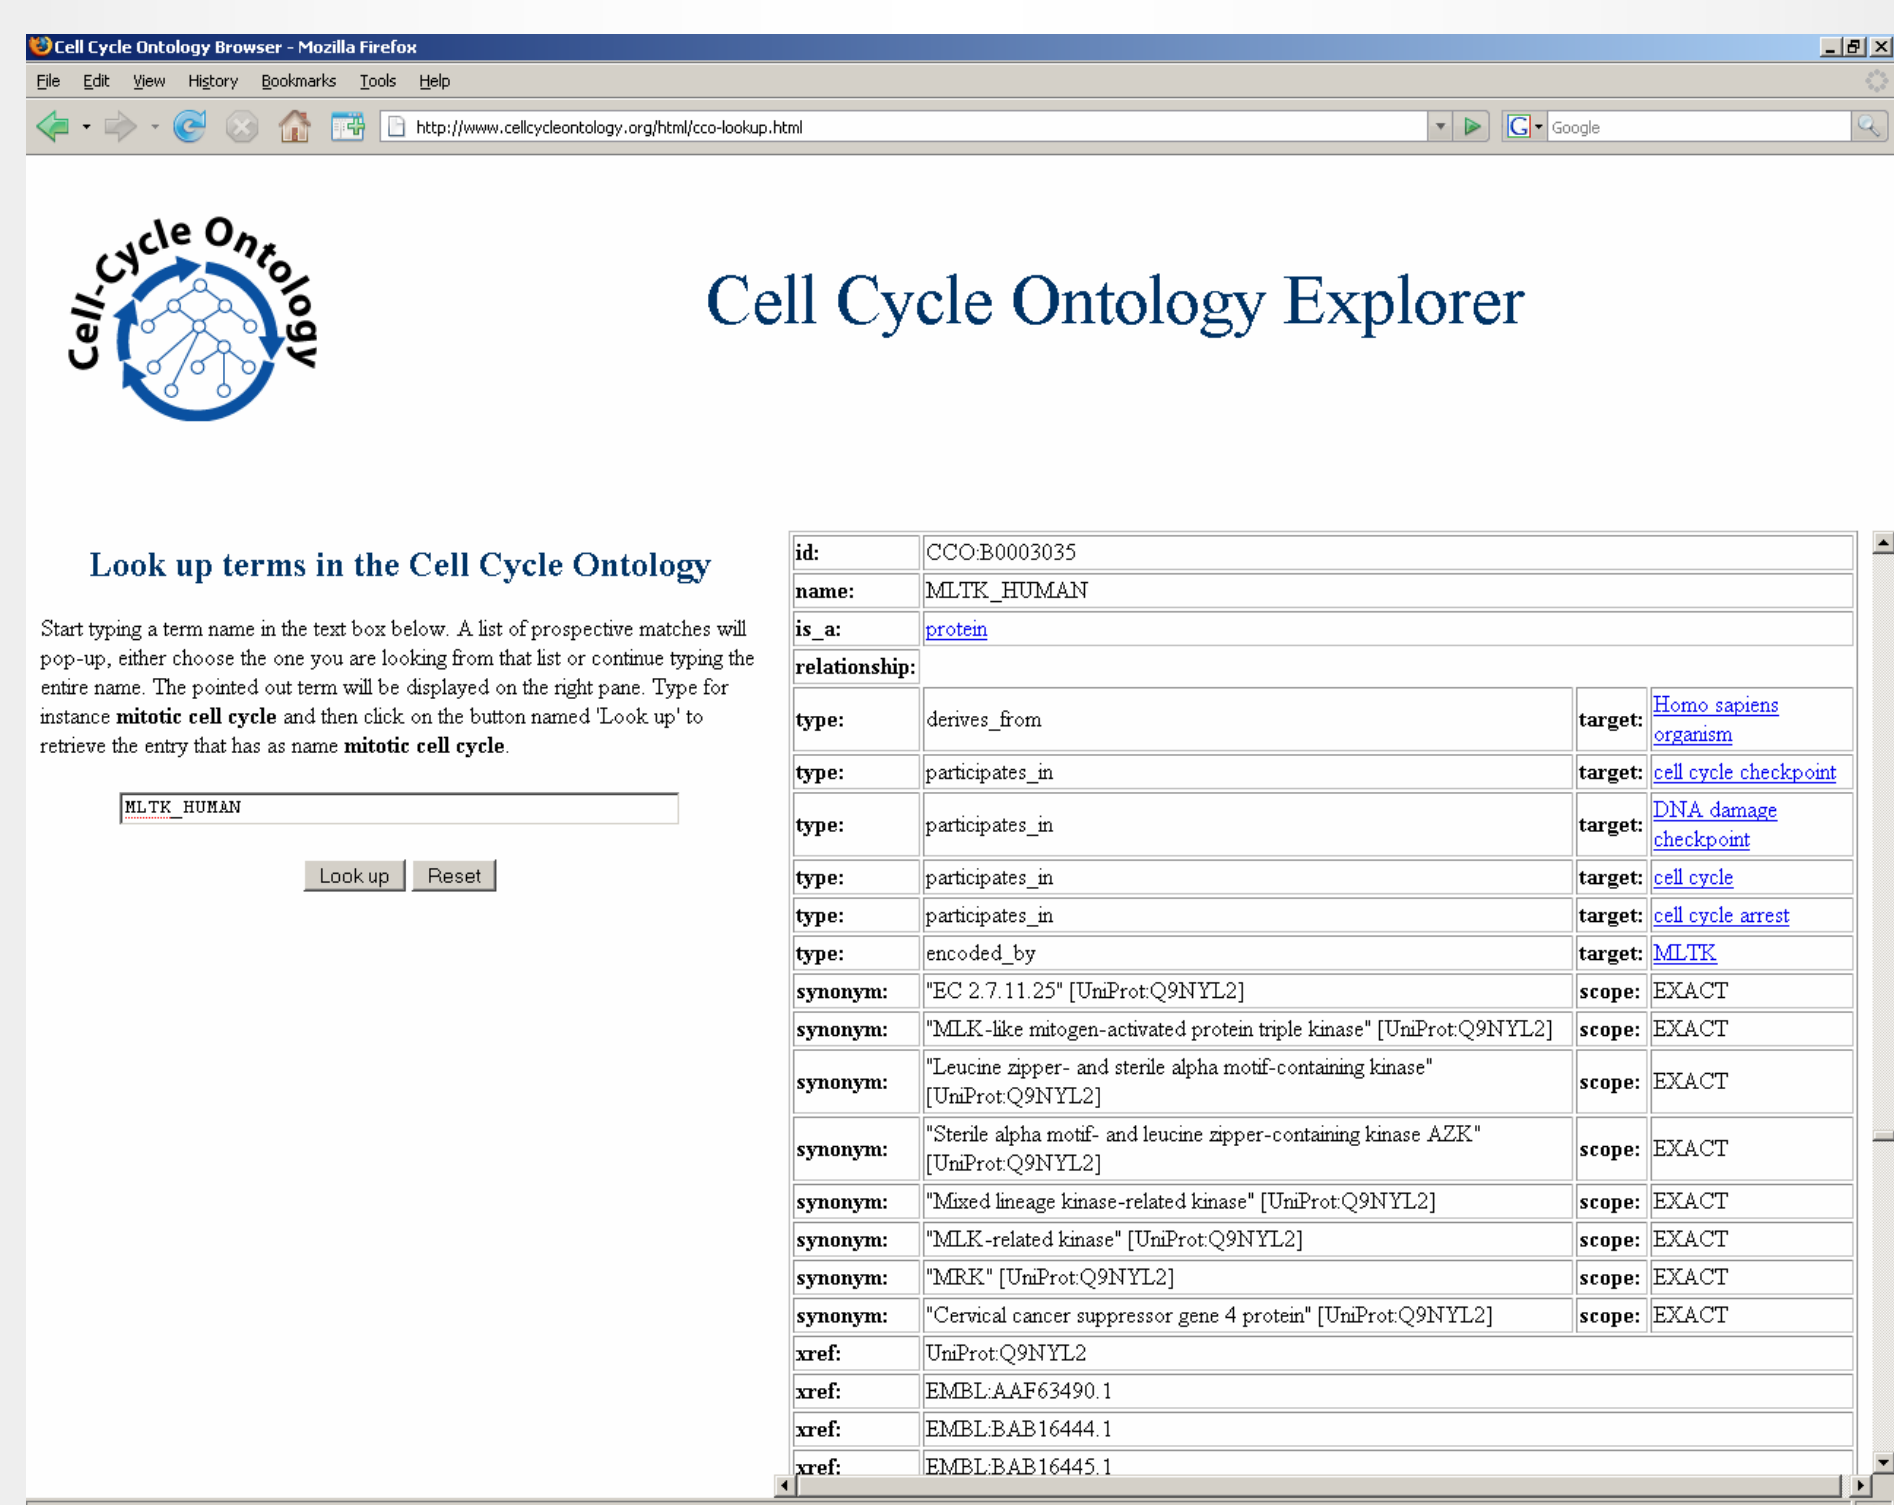 Cell Cycle Ontology Browser - Mozilla Firefox
File Edit View History Bookmarks Tools Help
http://www.cellcycleontology.org/html/cco-lookup.html
G Google
Cell-Cycle Ontology
Cell Cycle Ontology Explorer
Look up terms in the Cell Cycle Ontology
Start typing a term name in the text box below. A list of prospective matches will
pop-up, either choose the one you are looking from that list or continue typing the
entire name. The pointed out term will be displayed on the right pane. Type for
instance mitotic cell cycle and then click on the button named 'Look up' to
retrieve the entry that has as name mitotic cell cycle.
MLTK_HUMAN
Look up Reset
id: CCO:B0003035
name: MLTK_HUMAN
is_a: protein
relationship:
type: derives_from target: Homo sapiens
organism
type: participates_in target: cell cycle checkpoint
type: participates_in target: DNA damage
checkpoint
type: participates_in target: cell cycle
type: participates_in target: cell cycle arrest
type: encoded_by target: MLTK
synonym: "EC 2.7.11.25" [UniProt:Q9NYL2] scope: EXACT
synonym: "MLK-like mitogen-activated protein triple kinase" [UniProt:Q9NYL2] scope: EXACT
synonym: "Leucine zipper- and sterile alpha motif-containing kinase"
[UniProt:Q9NYL2] scope: EXACT
synonym: "Sterile alpha motif- and leucine zipper-containing kinase AZK"
[UniProt:Q9NYL2] scope: EXACT
synonym: "Mixed lineage kinase-related kinase" [UniProt:Q9NYL2] scope: EXACT
synonym: "MLK-related kinase" [UniProt:Q9NYL2] scope: EXACT
synonym: "MRK" [UniProt:Q9NYL2] scope: EXACT
synonym: "Cervical cancer suppressor gene 4 protein" [UniProt:Q9NYL2] scope: EXACT
xref: UniProt:Q9NYL2
xref: EMBL:AAF63490.1
xref: EMBL:BAB16444.1
xref: EMBL:BAB16445.1